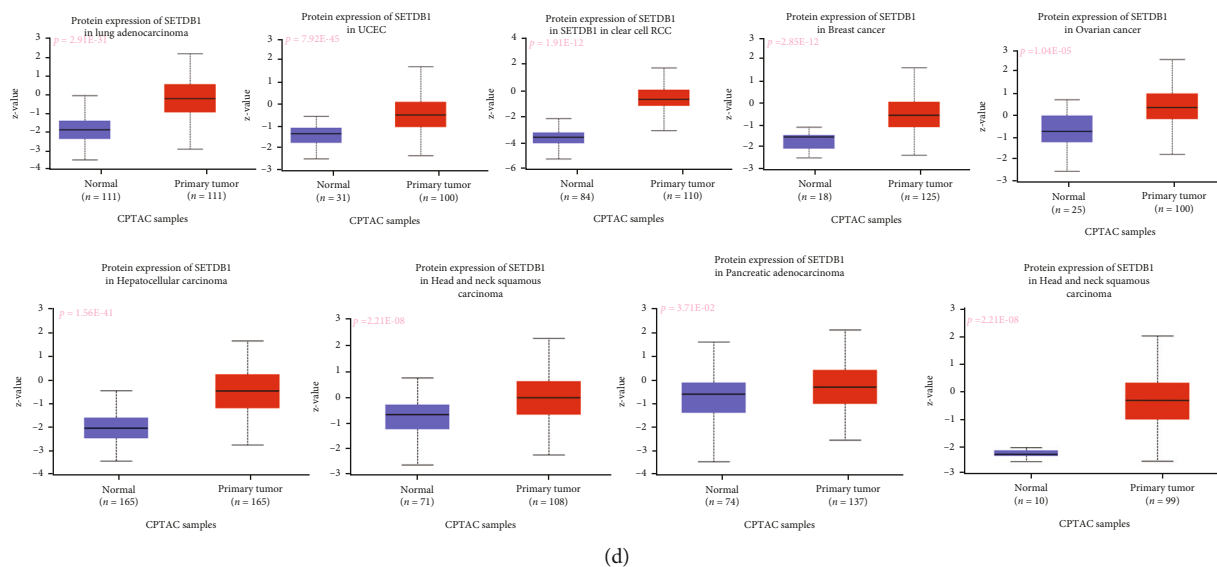 Protein expression of SETDB1
in lung adenocarcinoma
p = 2.91E-31
z-value
3
2
1
0
–1
–2
–3
–4
Normal
(n = 111)
Primary tumor
(n = 111)
CPTAC samples
Protein expression of SETDB1
in UCEC
p = 7.92E-45
z-value
3
2
1
0
–1
–2
–3
Normal
(n = 31)
Primary tumor
(n = 100)
CPTAC samples
Protein expression of SETDB1
in SETDB1 in clear cell RCC
p = 1.91E-12
z-value
4
2
0
–2
–4
–6
Normal
(n = 84)
Primary tumor
(n = 110)
CPTAC samples
Protein expression of SETDB1
in Breast cancer
p =2.85E-12
z-value
3
2
1
0
–1
–2
–3
Normal
(n = 18)
Primary tumor
(n = 125)
CPTAC samples
Protein expression of SETDB1
in Ovarian cancer
p =1.04E-05
z-value
3
2
1
0
–1
–2
–3
Normal
(n = 25)
Primary tumor
(n = 100)
CPTAC samples
Protein expression of SETDB1
in Hepatocellular carcinoma
p = 1.56E-41
z-value
3
2
1
0
–1
–2
–3
–4
Normal
(n = 165)
Primary tumor
(n = 165)
CPTAC samples
Protein expression of SETDB1
in Head and neck squamous
carcinoma
p =2.21E-08
z-value
3
2
1
0
–1
–2
–3
Normal
(n = 71)
Primary tumor
(n = 108)
CPTAC samples
Protein expression of SETDB1
in Pancreatic adenocarcinoma
p = 3.71E-02
z-value
3
2
1
0
–1
–2
–3
–4
Normal
(n = 74)
Primary tumor
(n = 137)
CPTAC samples
Protein expression of SETDB1
in Head and neck squamous
carcinoma
p =2.21E-08
z-value
3
2
1
0
–2
–3
Normal
(n = 10)
Primary tumor
(n = 99)
CPTAC samples
(d)